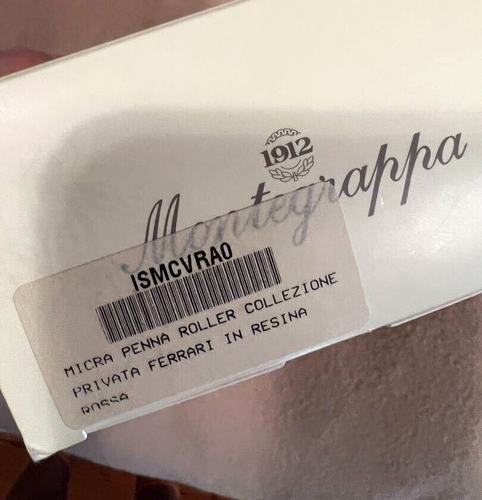 1912
Montegrappa
ISMCVRA0
MICRA PENNA ROLLER COLLEZIONE
PRIVATA FERRARI IN RESINA
ROSSA